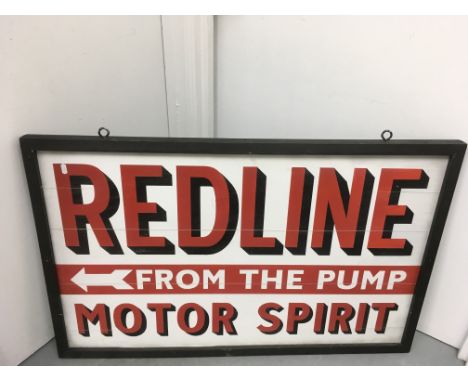 REDLINE
FROM THE PUMP
MOTOR SPIRIT